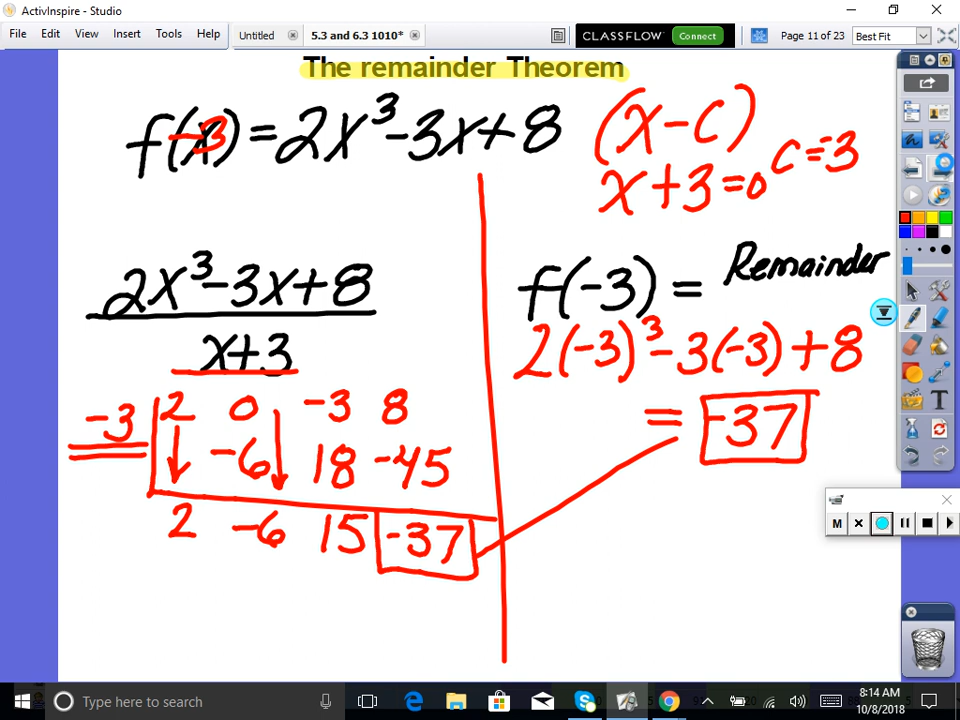 ActivInspire - Studio
File Edit View Insert Tools Help Untitled 5.3 and 6.3 1010* CLASSFLOW Connect Page 11 of 23 Best Fit
The remainder Theorem
f(x) = 2x³-3x+8
-3
(x-c)
x+3=0
c=-3
2x³-3x+8
x+3
-3 2 0 -3 8
-6 18 -45
2 -6 15 -37
f(-3) = Remainder
2(-3)³-3(-3)+8
= -37
M
T
Type here to search
8:14 AM
10/8/2018